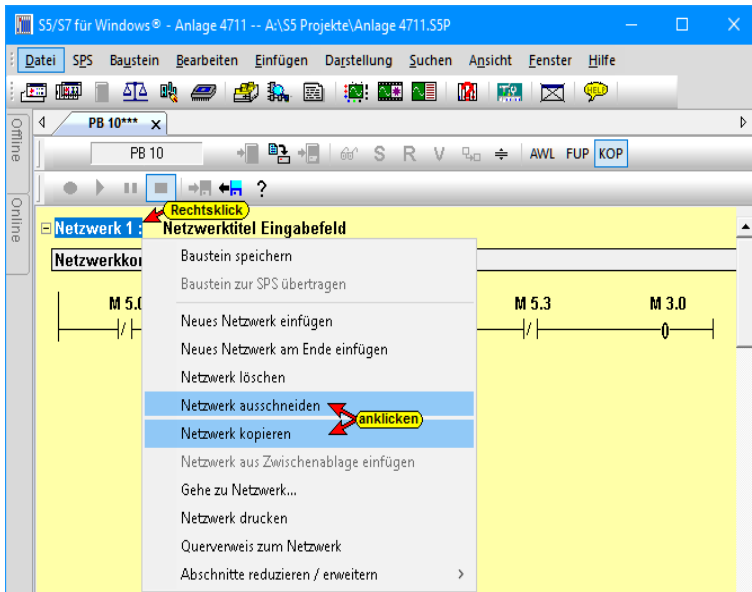 S5/S7 für Windows® - Anlage 4711 -- A:\S5 Projekte\Anlage 4711.S5P
Datei SPS Baustein Bearbeiten Einfügen Darstellung Suchen Ansicht Fenster Hilfe
HELP
Offline
Online
PB 10*** x
PB 10 S R V AWL FUP KOP
?
Rechtsklick
Netzwerk 1 : Netzwerktitel Eingabefeld
Netzwerkkor
M 5.0 M 5.3 M 3.0
Baustein speichern
Baustein zur SPS übertragen
Neues Netzwerk einfügen
Neues Netzwerk am Ende einfügen
Netzwerk löschen
Netzwerk ausschneiden
anklicken
Netzwerk kopieren
Netzwerk aus Zwischenablage einfügen
Gehe zu Netzwerk...
Netzwerk drucken
Querverweis zum Netzwerk
Abschnitte reduzieren / erweitern